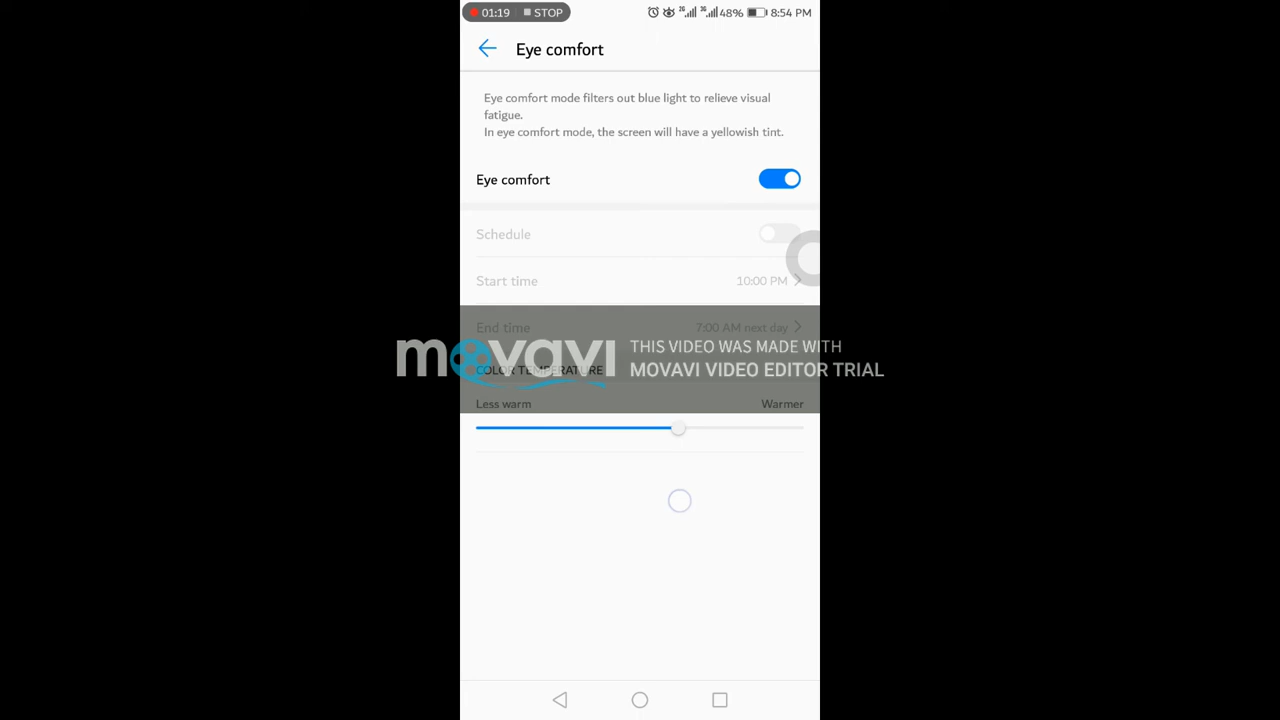 01:19 STOP 2G 3G 48% 8:54 PM
Eye comfort
Eye comfort mode filters out blue light to relieve visual
fatigue.
In eye comfort mode, the screen will have a yellowish tint.
Eye comfort
Schedule
Start time 10:00 PM
End time 7:00 AM next day
movavi THIS VIDEO WAS MADE WITH
MOVAVI VIDEO EDITOR TRIAL
COLOR TEMPERATURE
Less warm Warmer